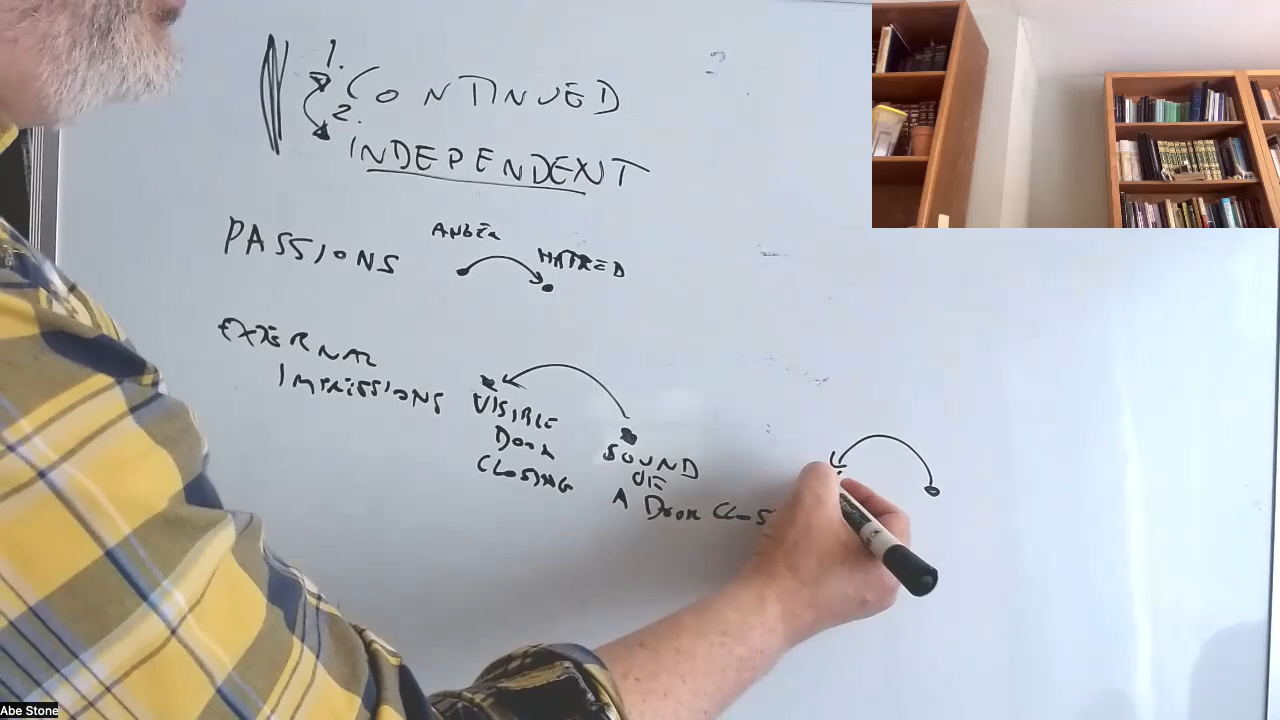 1.
CONTINUED
2.
INDEPENDENT
PASSIONS
ANGER
HATRED
EXTERNAL
IMPRESSIONS
VISIBLE
DOOR
CLOSING
SOUND
OF
A DOOR CLOS
Abe Stone